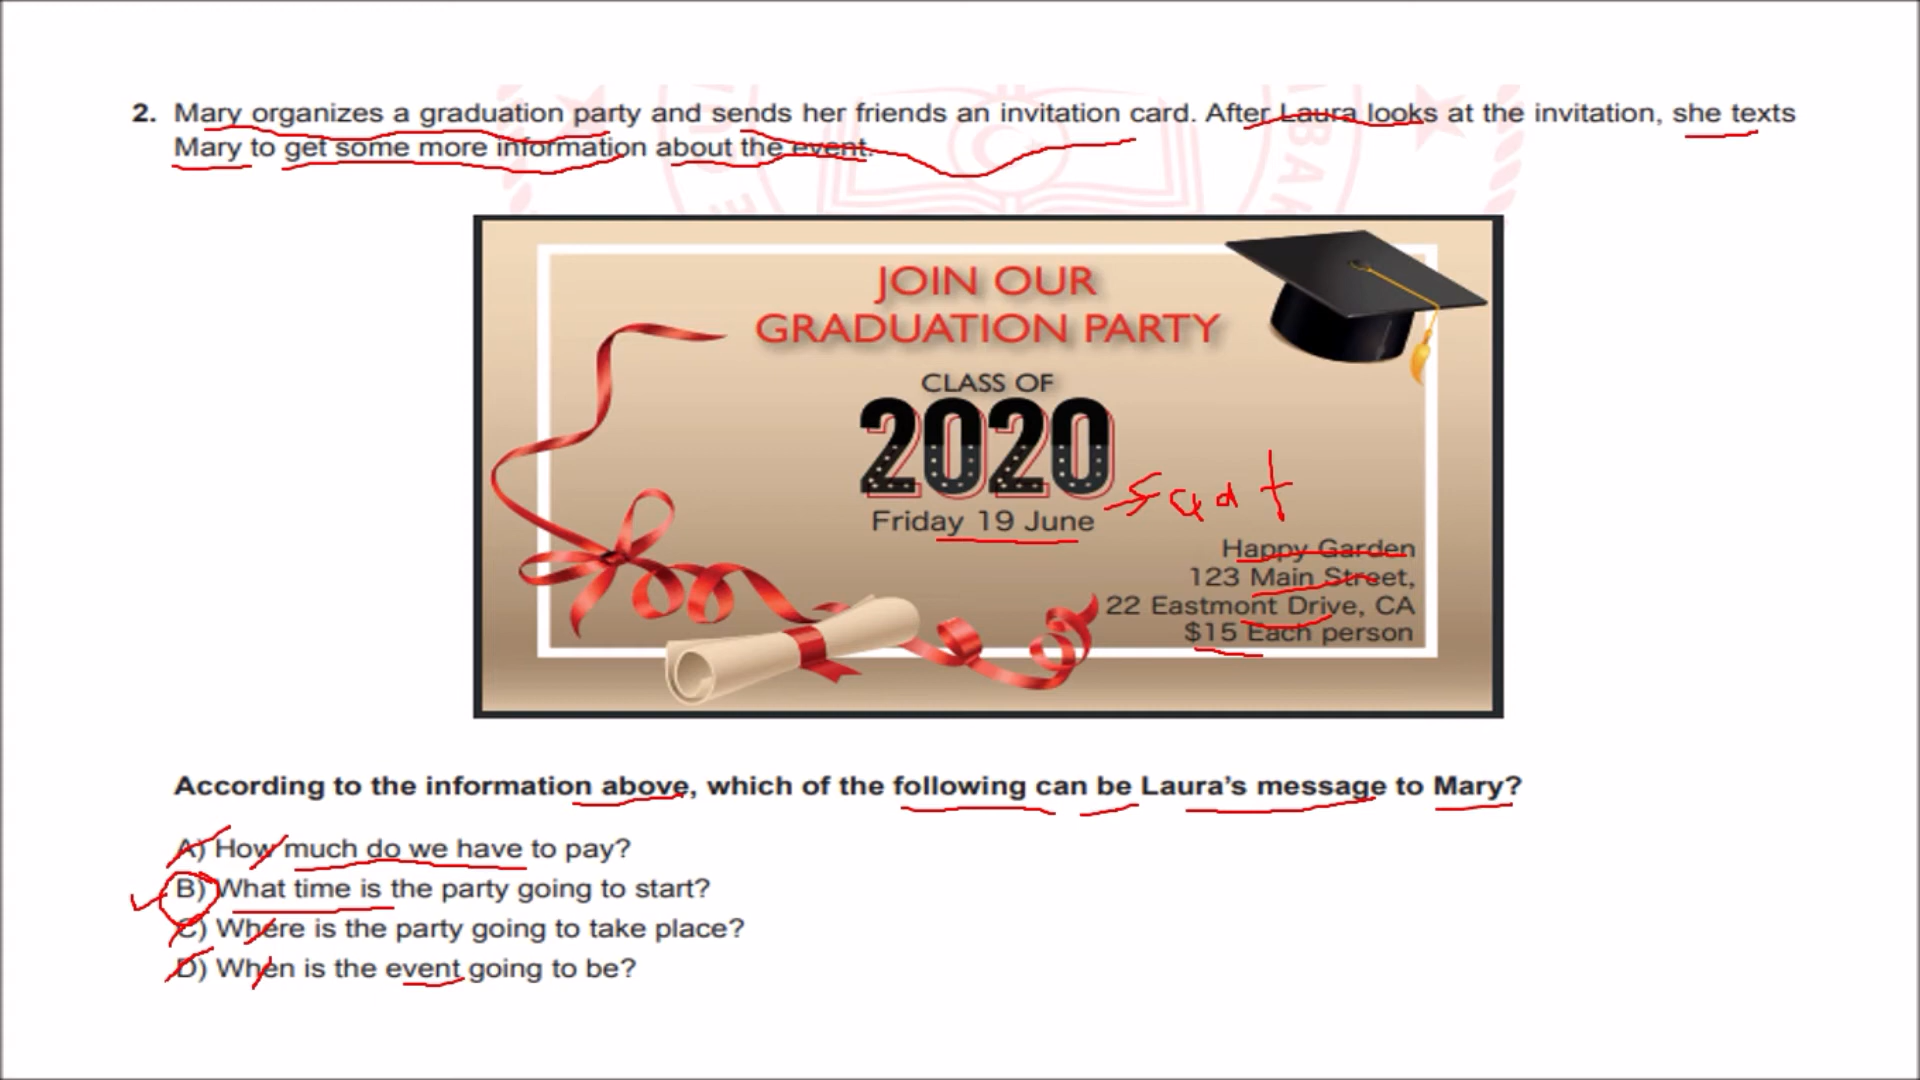 2. Mary organizes a graduation party and sends her friends an invitation card. After Laura looks at the invitation, she texts
Mary to get some more information about the event.
JOIN OUR
GRADUATION PARTY
CLASS OF
2020
Friday 19 June
Happy Garden
123 Main Street,
22 Eastmont Drive, CA
$15 Each person
According to the information above, which of the following can be Laura's message to Mary?
A) How much do we have to pay?
B) What time is the party going to start?
C) Where is the party going to take place?
D) When is the event going to be?